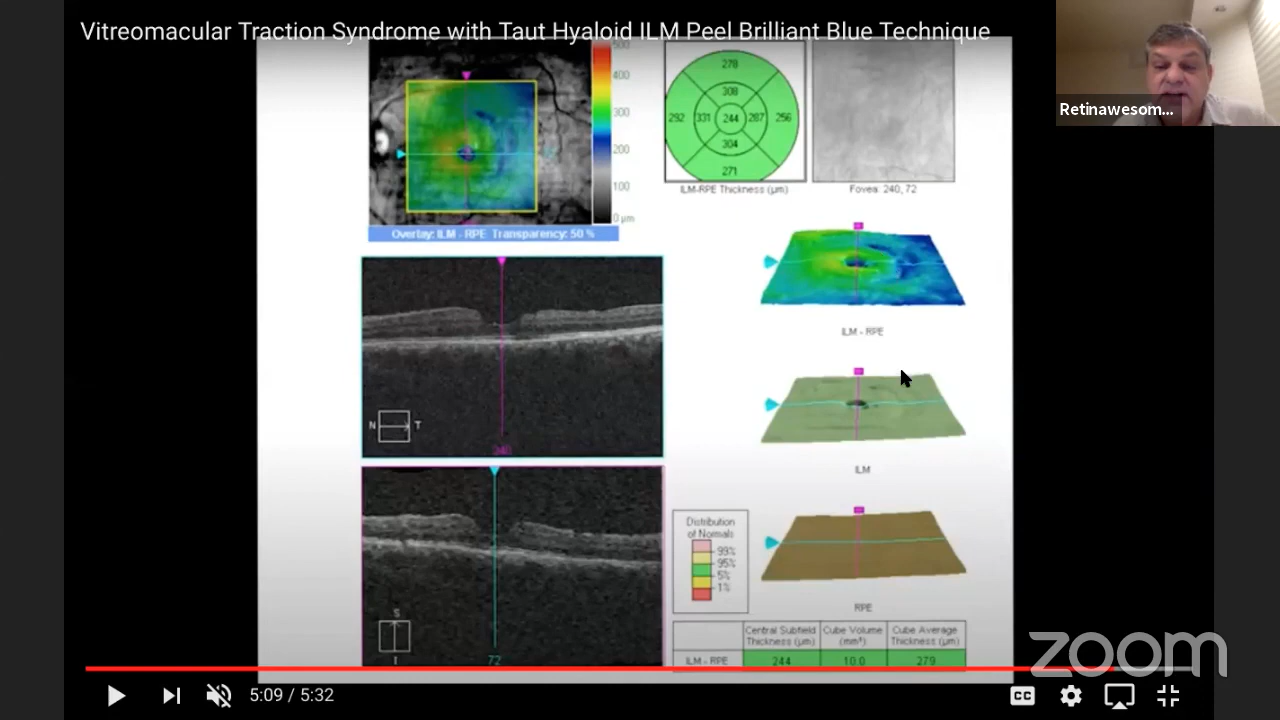 Vitreomacular Traction Syndrome with Taut Hyaloid ILM Peel Brilliant Blue Technique
Retinawesom...
500
400
300
200
100
0 µm
Overlay: ILM - RPE Transparency: 50 %
278
308
292 331 244 287 256
304
271
ILM-RPE Thickness (µm)
Fovea: 240, 72
ILM - RPE
N T
240
ILM
S
I
72
Distribution
of Normals
99%
95%
5%
1%
RPE
Central Subfield Thickness (µm)
Cube Volume (mm³)
Cube Average Thickness (µm)
ILM - RPE 244 10.0 279
zoom
5:09 / 5:32
CC